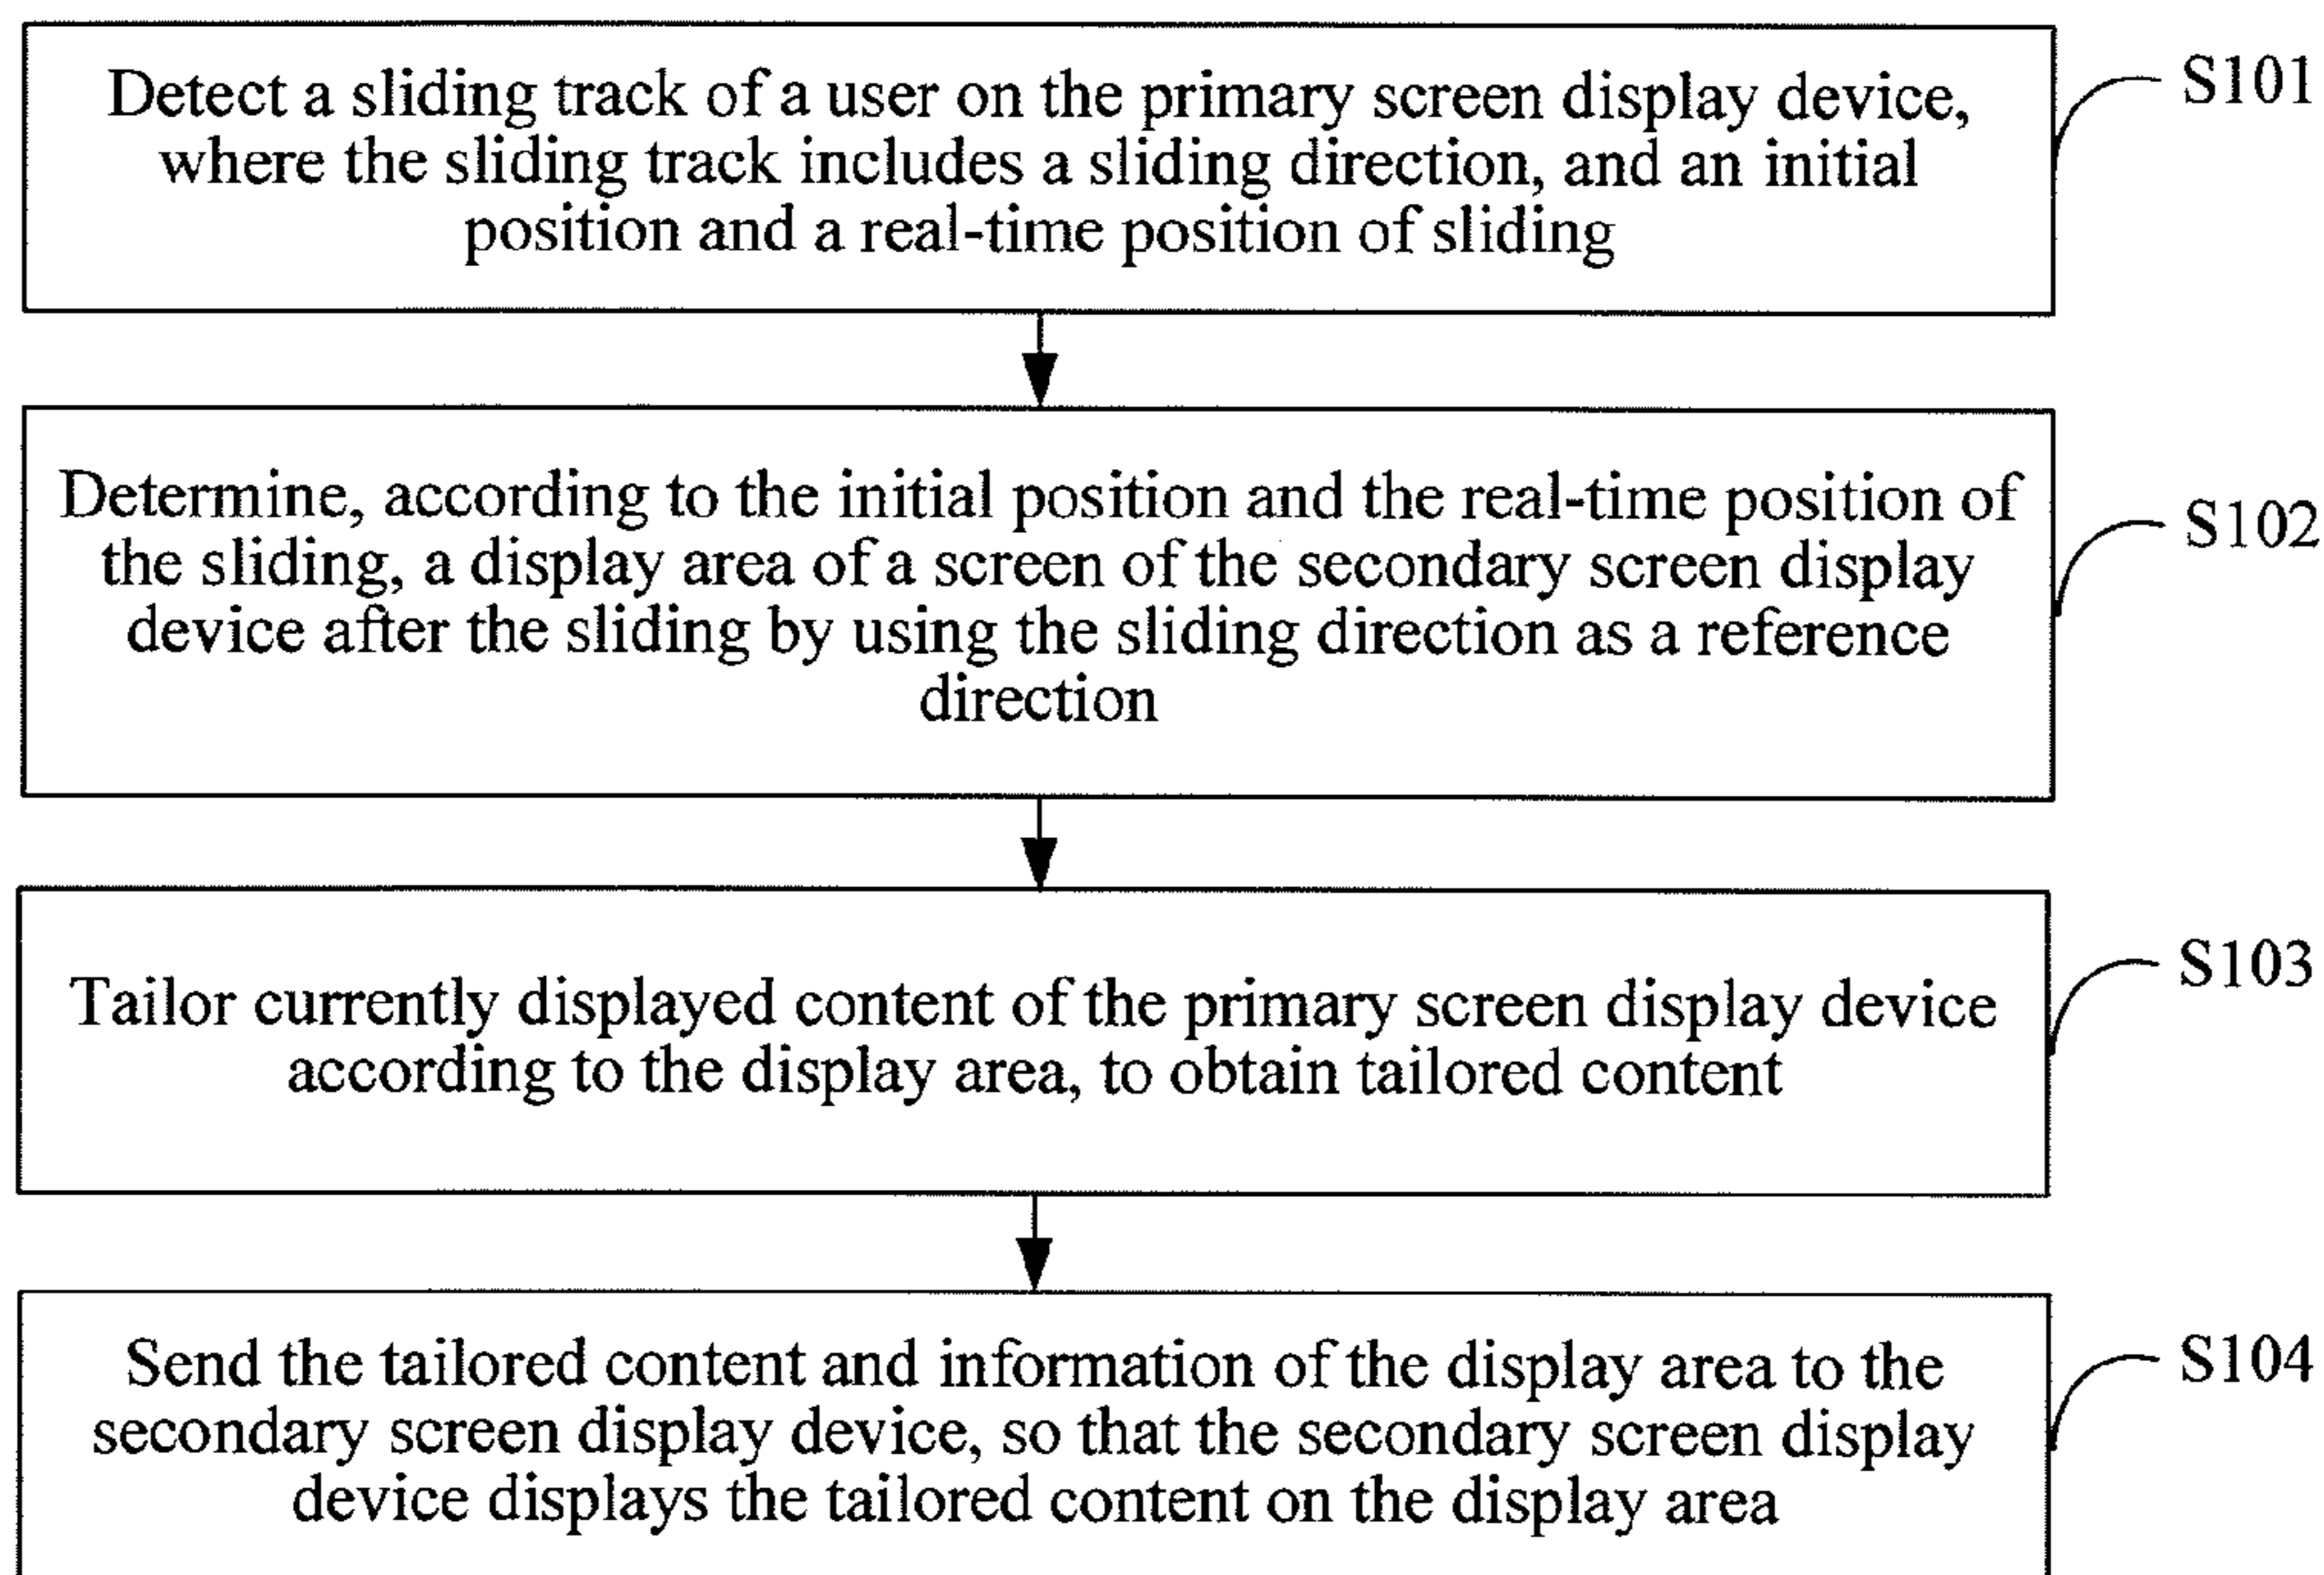 Detect a sliding track of a user on the primary screen display device,
where the sliding track includes a sliding direction, and an initial
position and a real-time position of sliding
S101
Determine, according to the initial position and the real-time position of
the sliding, a display area of a screen of the secondary screen display
device after the sliding by using the sliding direction as a reference
direction
S102
Tailor currently displayed content of the primary screen display device
according to the display area, to obtain tailored content
S103
Send the tailored content and information of the display area to the
secondary screen display device, so that the secondary screen display
device displays the tailored content on the display area
S104